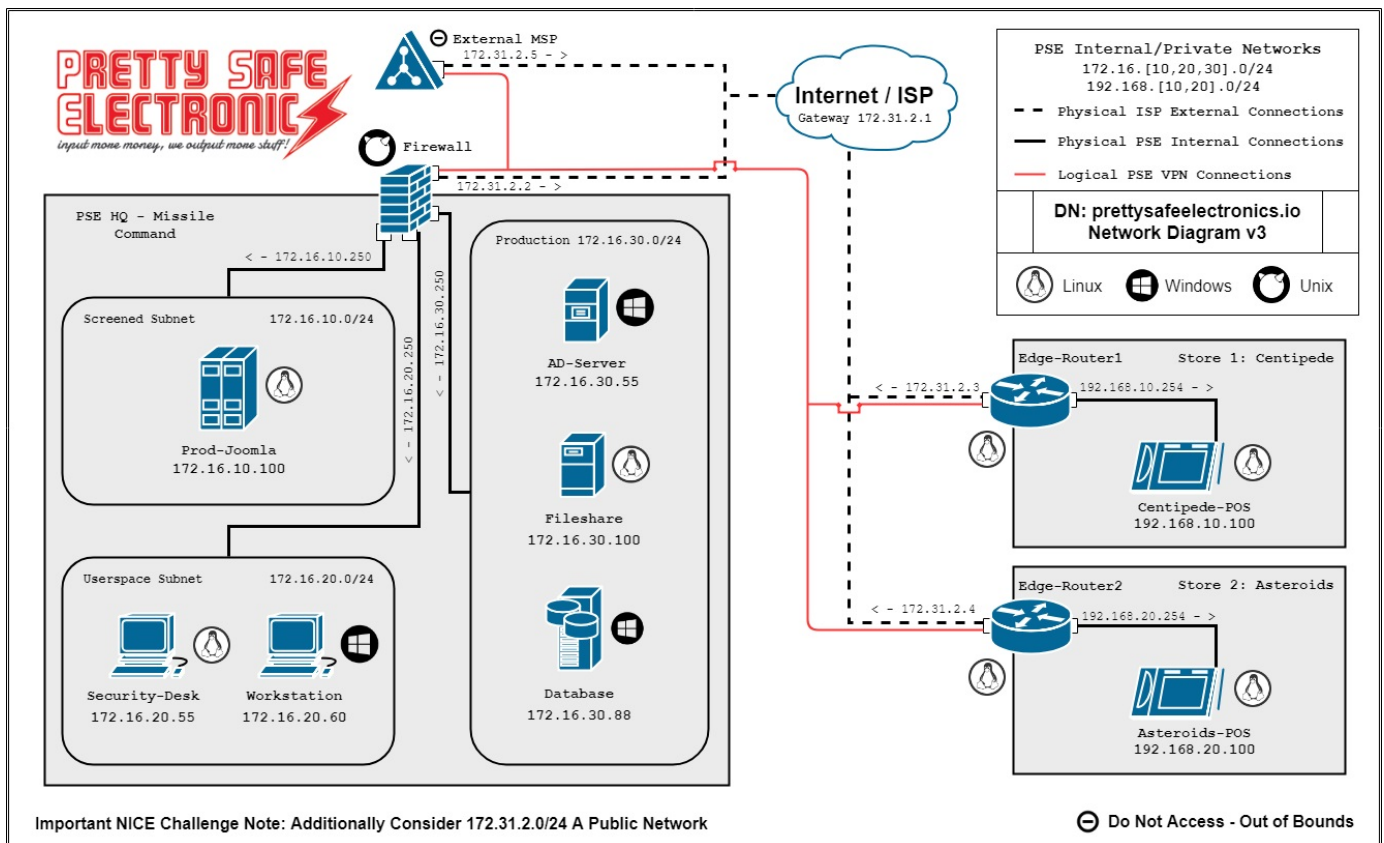 PRETTY SAFE
ELECTRONICS
input more money, we output more stuff!
External MSP
172.31.2.5 - >
Internet / ISP
Gateway 172.31.2.1
Firewall
172.31.2.2 - >
PSE Internal/Private Networks
172.16.[10,20,30].0/24
192.168.[10,20].0/24
Physical ISP External Connections
Physical PSE Internal Connections
Logical PSE VPN Connections
DN: prettysafeelectronics.io
Network Diagram v3
Linux
Windows
Unix
PSE HQ - Missile
Command
< - 172.16.10.250
< - 172.16.20.250
< - 172.16.30.250
Screened Subnet 172.16.10.0/24
Prod-Joomla
172.16.10.100
Userspace Subnet 172.16.20.0/24
Security-Desk
172.16.20.55
Workstation
172.16.20.60
Production 172.16.30.0/24
AD-Server
172.16.30.55
Fileshare
172.16.30.100
Database
172.16.30.88
Edge-Router1 Store 1: Centipede
< - 172.31.2.3
192.168.10.254 - >
Centipede-POS
192.168.10.100
Edge-Router2 Store 2: Asteroids
< - 172.31.2.4
192.168.20.254 - >
Asteroids-POS
192.168.20.100
Important NICE Challenge Note: Additionally Consider 172.31.2.0/24 A Public Network
Do Not Access - Out of Bounds